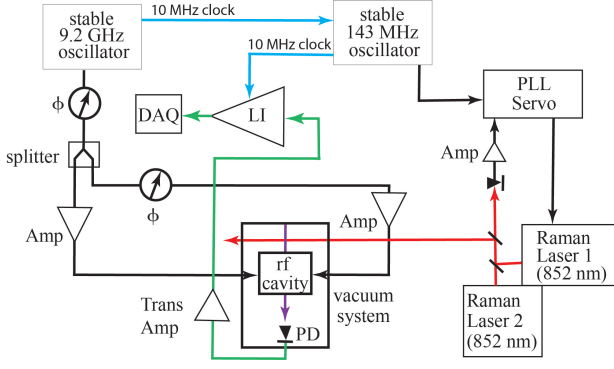 stable
9.2 GHz
oscillator
10 MHz clock
stable
143 MHz
oscillator
10 MHz clock
PLL
Servo
ϕ
DAQ
LI
splitter
Amp
ϕ
Amp
Amp
rf
cavity
Raman
Laser 1
(852 nm)
Trans
Amp
vacuum
system
PD
Raman
Laser 2
(852 nm)